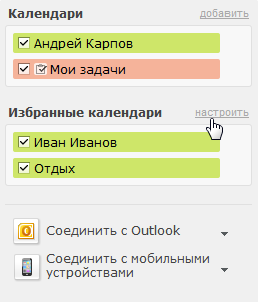 Календари добавить
Андрей Карпов
Мои задачи
Избранные календари настроить
Иван Иванов
Отдых
Соединить с Outlook
Соединить с мобильными
устройствами